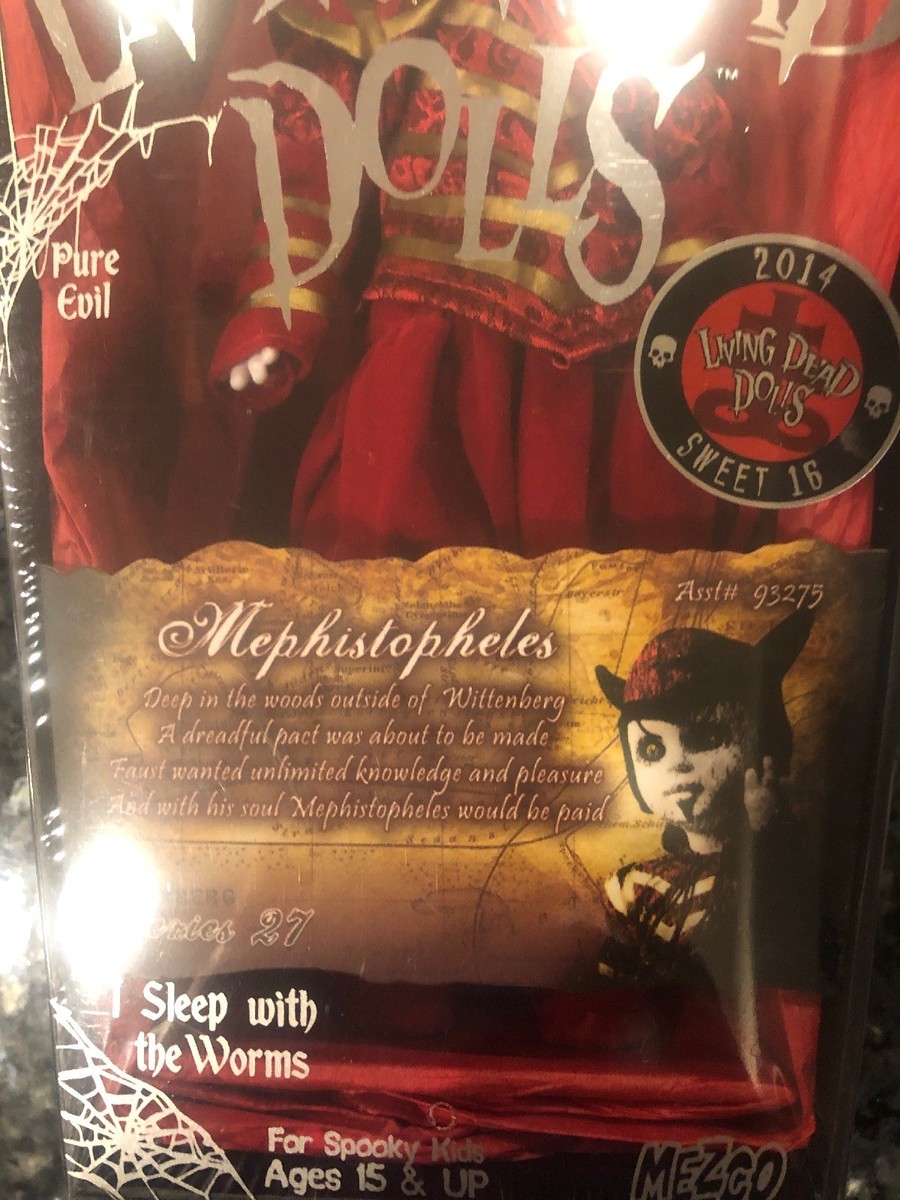 DOLLS™
Pure
Evil
2014
LIVING DEAD
DOLLS
SWEET 16
Asst# 93275
Mephistopheles
Deep in the woods outside of Wittenberg
A dreadful pact was about to be made
Faust wanted unlimited knowledge and pleasure
And with his soul Mephistopheles would be paid
Series 27
I Sleep with
the Worms
For Spooky Kids
Ages 15 & UP
MEZCO